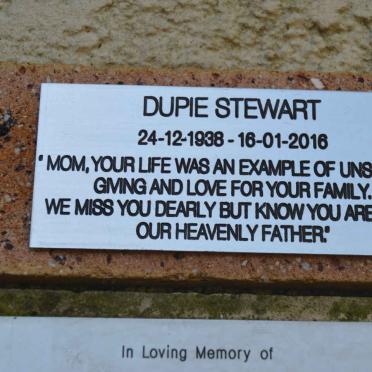 DUPIE STEWART
24-12-1938 - 16-01-2016
"MOM, YOUR LIFE WAS AN EXAMPLE OF
GIVING AND LOVE FOR YOUR FAMILY.
WE MISS YOU DEARLY BUT KNOW YOU ARE
OUR HEAVENLY FATHER."
In Loving Memory of